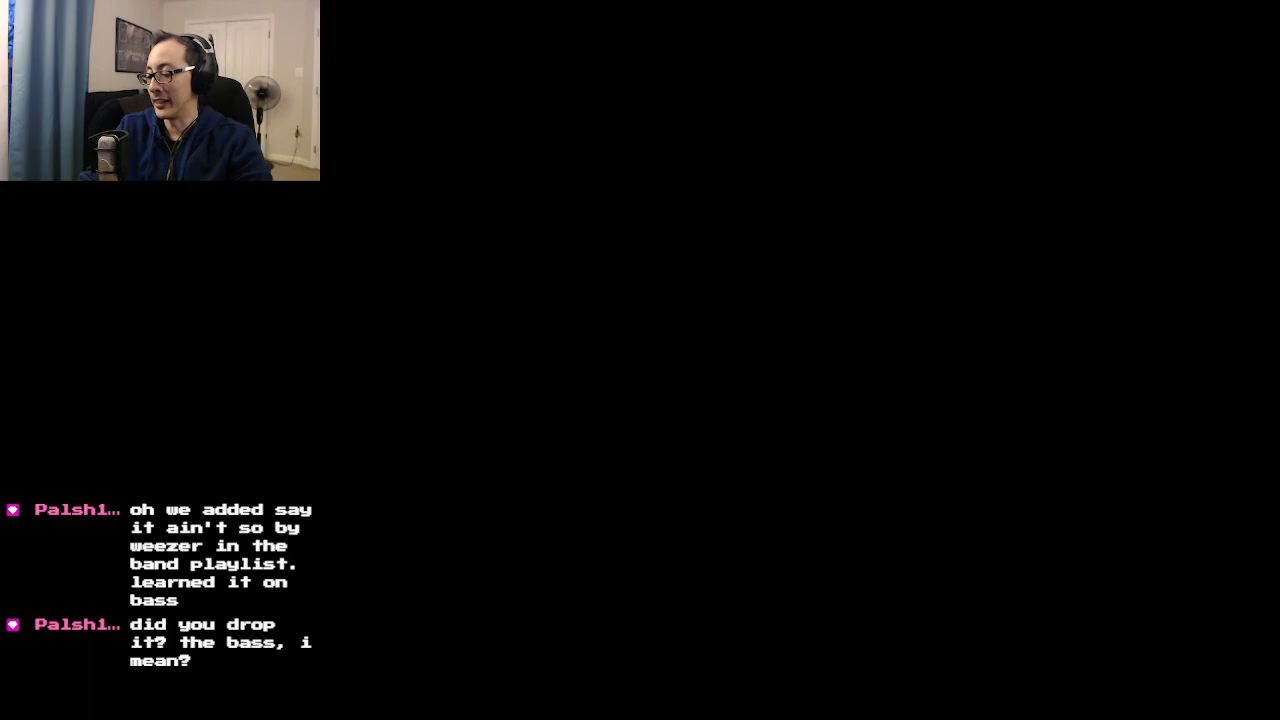 Palsh1... oh we added say
it ain't so by
weezer in the
band playlist.
learned it on
bass
Palsh1... did you drop
it? the bass, i
mean?